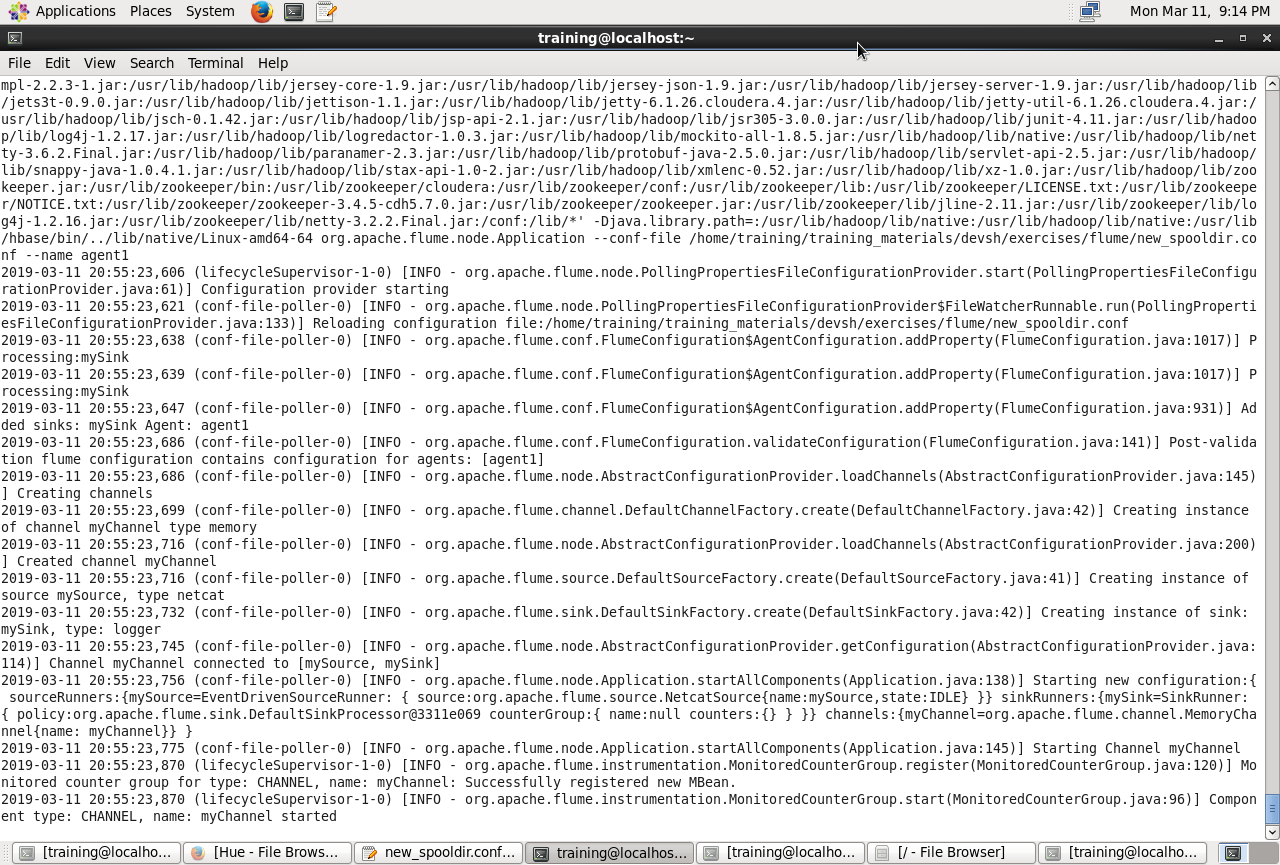 Applications Places System
Mon Mar 11, 9:14 PM
training@localhost:~
File Edit View Search Terminal Help
mpl-2.2.3-1.jar:/usr/lib/hadoop/lib/jersey-core-1.9.jar:/usr/lib/hadoop/lib/jersey-json-1.9.jar:/usr/lib/hadoop/lib/jersey-server-1.9.jar:/usr/lib/hadoop/lib
/jets3t-0.9.0.jar:/usr/lib/hadoop/lib/jettison-1.1.jar:/usr/lib/hadoop/lib/jetty-6.1.26.cloudera.4.jar:/usr/lib/hadoop/lib/jetty-util-6.1.26.cloudera.4.jar:/
usr/lib/hadoop/lib/jsch-0.1.42.jar:/usr/lib/hadoop/lib/jsp-api-2.1.jar:/usr/lib/hadoop/lib/jsr305-3.0.0.jar:/usr/lib/hadoop/lib/junit-4.11.jar:/usr/lib/hadoo
p/lib/log4j-1.2.17.jar:/usr/lib/hadoop/lib/logredactor-1.0.3.jar:/usr/lib/hadoop/lib/mockito-all-1.8.5.jar:/usr/lib/hadoop/lib/native:/usr/lib/hadoop/lib/net
ty-3.6.2.Final.jar:/usr/lib/hadoop/lib/paranamer-2.3.jar:/usr/lib/hadoop/lib/protobuf-java-2.5.0.jar:/usr/lib/hadoop/lib/servlet-api-2.5.jar:/usr/lib/hadoop/
lib/snappy-java-1.0.4.1.jar:/usr/lib/hadoop/lib/stax-api-1.0-2.jar:/usr/lib/hadoop/lib/xmlenc-0.52.jar:/usr/lib/hadoop/lib/xz-1.0.jar:/usr/lib/hadoop/lib/zoo
keeper.jar:/usr/lib/zookeeper/bin:/usr/lib/zookeeper/cloudera:/usr/lib/zookeeper/conf:/usr/lib/zookeeper/lib:/usr/lib/zookeeper/LICENSE.txt:/usr/lib/zookeepe
r/NOTICE.txt:/usr/lib/zookeeper/zookeeper-3.4.5-cdh5.7.0.jar:/usr/lib/zookeeper/zookeeper.jar:/usr/lib/zookeeper/lib/jline-2.11.jar:/usr/lib/zookeeper/lib/lo
g4j-1.2.16.jar:/usr/lib/zookeeper/lib/netty-3.2.2.Final.jar:/conf:/lib/*' -Djava.library.path=:/usr/lib/hadoop/lib/native:/usr/lib/hadoop/lib/native:/usr/lib
/hbase/bin/../lib/native/Linux-amd64-64 org.apache.flume.node.Application --conf-file /home/training/training_materials/devsh/exercises/flume/new_spooldir.co
nf --name agent1
2019-03-11 20:55:23,606 (lifecycleSupervisor-1-0) [INFO - org.apache.flume.node.PollingPropertiesFileConfigurationProvider.start(PollingPropertiesFileConfigu
rationProvider.java:61)] Configuration provider starting
2019-03-11 20:55:23,621 (conf-file-poller-0) [INFO - org.apache.flume.node.PollingPropertiesFileConfigurationProvider$FileWatcherRunnable.run(PollingProperti
esFileConfigurationProvider.java:133)] Reloading configuration file:/home/training/training_materials/devsh/exercises/flume/new_spooldir.conf
2019-03-11 20:55:23,638 (conf-file-poller-0) [INFO - org.apache.flume.conf.FlumeConfiguration$AgentConfiguration.addProperty(FlumeConfiguration.java:1017)] P
rocessing:mySink
2019-03-11 20:55:23,639 (conf-file-poller-0) [INFO - org.apache.flume.conf.FlumeConfiguration$AgentConfiguration.addProperty(FlumeConfiguration.java:1017)] P
rocessing:mySink
2019-03-11 20:55:23,647 (conf-file-poller-0) [INFO - org.apache.flume.conf.FlumeConfiguration$AgentConfiguration.addProperty(FlumeConfiguration.java:931)] Ad
ded sinks: mySink Agent: agent1
2019-03-11 20:55:23,686 (conf-file-poller-0) [INFO - org.apache.flume.conf.FlumeConfiguration.validateConfiguration(FlumeConfiguration.java:141)] Post-valida
tion flume configuration contains configuration for agents: [agent1]
2019-03-11 20:55:23,686 (conf-file-poller-0) [INFO - org.apache.flume.node.AbstractConfigurationProvider.loadChannels(AbstractConfigurationProvider.java:145)
] Creating channels
2019-03-11 20:55:23,699 (conf-file-poller-0) [INFO - org.apache.flume.channel.DefaultChannelFactory.create(DefaultChannelFactory.java:42)] Creating instance
of channel myChannel type memory
2019-03-11 20:55:23,716 (conf-file-poller-0) [INFO - org.apache.flume.node.AbstractConfigurationProvider.loadChannels(AbstractConfigurationProvider.java:200)
] Created channel myChannel
2019-03-11 20:55:23,716 (conf-file-poller-0) [INFO - org.apache.flume.source.DefaultSourceFactory.create(DefaultSourceFactory.java:41)] Creating instance of
source mySource, type netcat
2019-03-11 20:55:23,732 (conf-file-poller-0) [INFO - org.apache.flume.sink.DefaultSinkFactory.create(DefaultSinkFactory.java:42)] Creating instance of sink:
mySink, type: logger
2019-03-11 20:55:23,745 (conf-file-poller-0) [INFO - org.apache.flume.node.AbstractConfigurationProvider.getConfiguration(AbstractConfigurationProvider.java:
114)] Channel myChannel connected to [mySource, mySink]
2019-03-11 20:55:23,756 (conf-file-poller-0) [INFO - org.apache.flume.node.Application.startAllComponents(Application.java:138)] Starting new configuration:{
sourceRunners:{mySource=EventDrivenSourceRunner: { source:org.apache.flume.source.NetcatSource{name:mySource,state:IDLE} }} sinkRunners:{mySink=SinkRunner:
{ policy:org.apache.flume.sink.DefaultSinkProcessor@3311e069 counterGroup:{ name:null counters:{} } }} channels:{myChannel=org.apache.flume.channel.MemoryCha
nnel{name: myChannel}} }
2019-03-11 20:55:23,775 (conf-file-poller-0) [INFO - org.apache.flume.node.Application.startAllComponents(Application.java:145)] Starting Channel myChannel
2019-03-11 20:55:23,870 (lifecycleSupervisor-1-0) [INFO - org.apache.flume.instrumentation.MonitoredCounterGroup.register(MonitoredCounterGroup.java:120)] Mo
nitored counter group for type: CHANNEL, name: myChannel: Successfully registered new MBean.
2019-03-11 20:55:23,870 (lifecycleSupervisor-1-0) [INFO - org.apache.flume.instrumentation.MonitoredCounterGroup.start(MonitoredCounterGroup.java:96)] Compon
ent type: CHANNEL, name: myChannel started
[training@localho... [Hue - File Brows... new_spooldir.conf... training@localhos... [training@localho... [/ - File Browser] [training@localho...